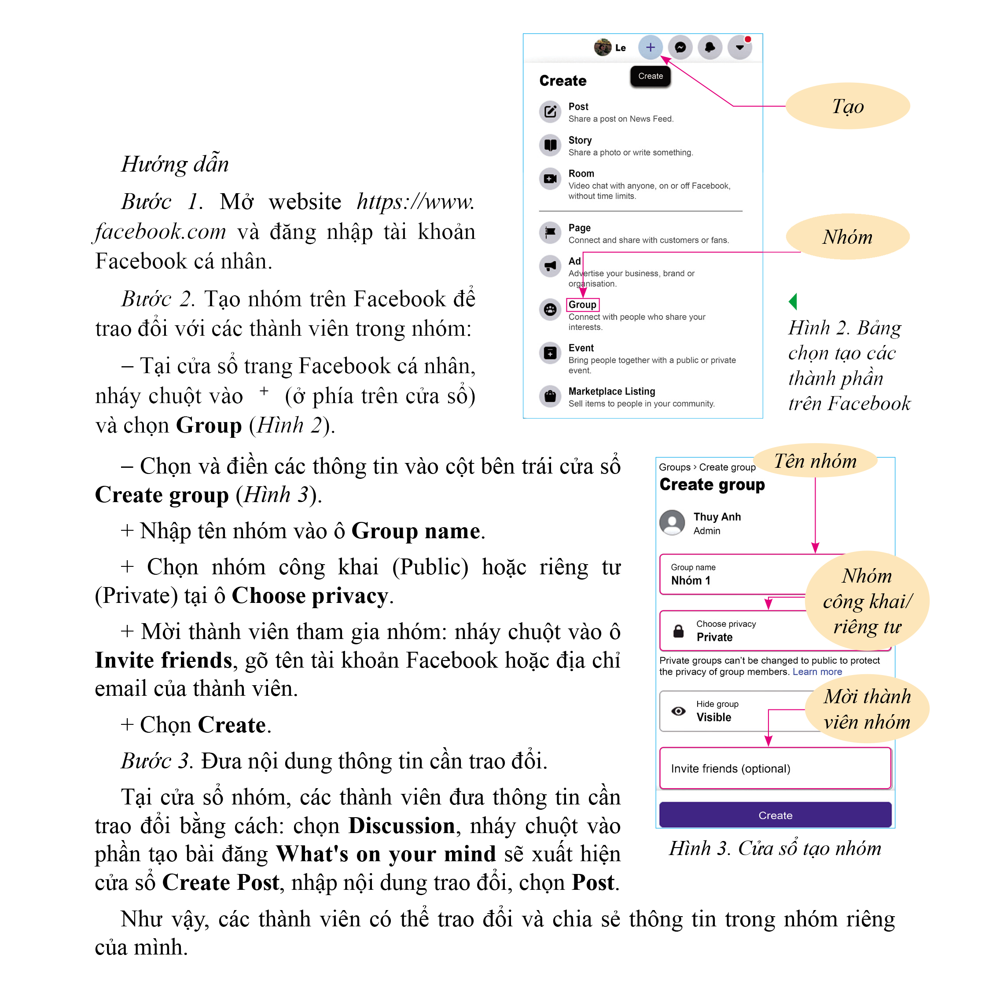 Le
Create
Create
Post
Share a post on News Feed.
Story
Share a photo or write something.
Room
Video chat with anyone, on or off Facebook,
without time limits.
Page
Connect and share with customers or fans.
Ad
Advertise your business, brand or
organisation.
Group
Connect with people who share your
interests.
Event
Bring people together with a public or private
event.
Marketplace Listing
Sell items to people in your community.
Tạo
Nhóm
Hình 2. Bảng
chọn tạo các
thành phần
trên Facebook
Hướng dẫn
Bước 1. Mở website https://www.
facebook.com và đăng nhập tài khoản
Facebook cá nhân.
Bước 2. Tạo nhóm trên Facebook để
trao đổi với các thành viên trong nhóm:
– Tại cửa sổ trang Facebook cá nhân,
nháy chuột vào + (ở phía trên cửa sổ)
và chọn Group (Hình 2).
– Chọn và điền các thông tin vào cột bên trái cửa sổ
Create group (Hình 3).
+ Nhập tên nhóm vào ô Group name.
+ Chọn nhóm công khai (Public) hoặc riêng tư
(Private) tại ô Choose privacy.
+ Mời thành viên tham gia nhóm: nháy chuột vào ô
Invite friends, gõ tên tài khoản Facebook hoặc địa chỉ
email của thành viên.
+ Chọn Create.
Bước 3. Đưa nội dung thông tin cần trao đổi.
Tại cửa sổ nhóm, các thành viên đưa thông tin cần
trao đổi bằng cách: chọn Discussion, nháy chuột vào
phần tạo bài đăng What's on your mind sẽ xuất hiện
cửa sổ Create Post, nhập nội dung trao đổi, chọn Post.
Như vậy, các thành viên có thể trao đổi và chia sẻ thông tin trong nhóm riêng
của mình.
Tên nhóm
Groups › Create group
Create group
Thuy Anh
Admin
Group name
Nhóm 1
Nhóm
công khai/
riêng tư
Choose privacy
Private
Private groups can't be changed to public to protect
the privacy of group members. Learn more
Mời thành
viên nhóm
Hide group
Visible
Invite friends (optional)
Create
Hình 3. Cửa sổ tạo nhóm